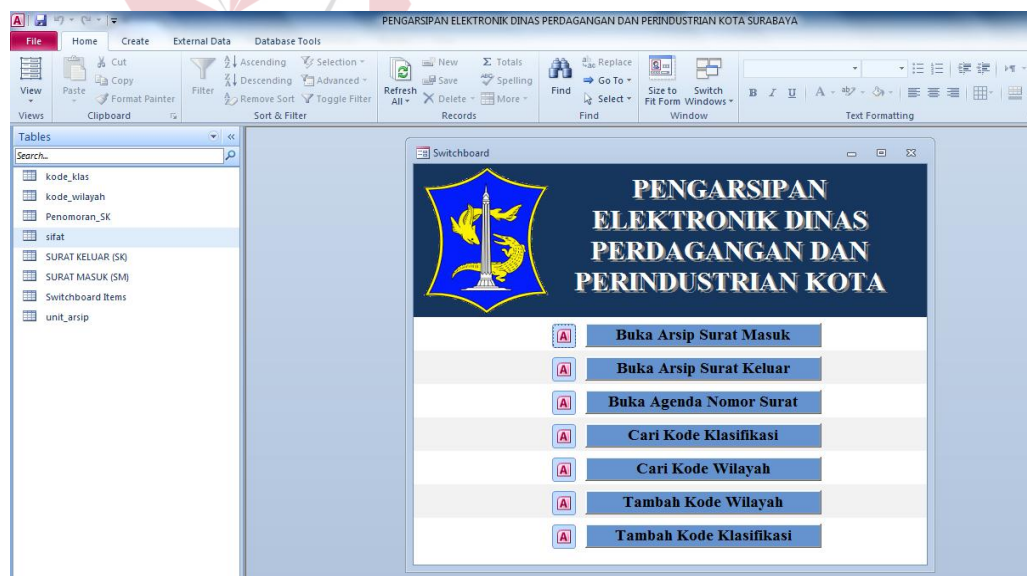 PENGARSIPAN ELEKTRONIK DINAS PERDAGANGAN DAN PERINDUSTRIAN KOTA SURABAYA
File Home Create External Data Database Tools
View
Views
Paste
Cut
Copy
Format Painter
Clipboard
Filter
Ascending
Descending
Remove Sort
Selection
Advanced
Toggle Filter
Sort & Filter
Refresh
All
New
Save
Delete
Totals
Spelling
More
Records
Find
Replace
Go To
Select
Find
Size to
Fit Form
Switch
Windows
Window
B I U A
Text Formatting
Tables
Search...
kode_klas
kode_wilayah
Penomoran_SK
sifat
SURAT KELUAR (SK)
SURAT MASUK (SM)
Switchboard Items
unit_arsip
Switchboard
PENGARSIPAN
ELEKTRONIK DINAS
PERDAGANGAN DAN
PERINDUSTRIAN KOTA
A Buka Arsip Surat Masuk
A Buka Arsip Surat Keluar
A Buka Agenda Nomor Surat
A Cari Kode Klasifikasi
A Cari Kode Wilayah
A Tambah Kode Wilayah
A Tambah Kode Klasifikasi